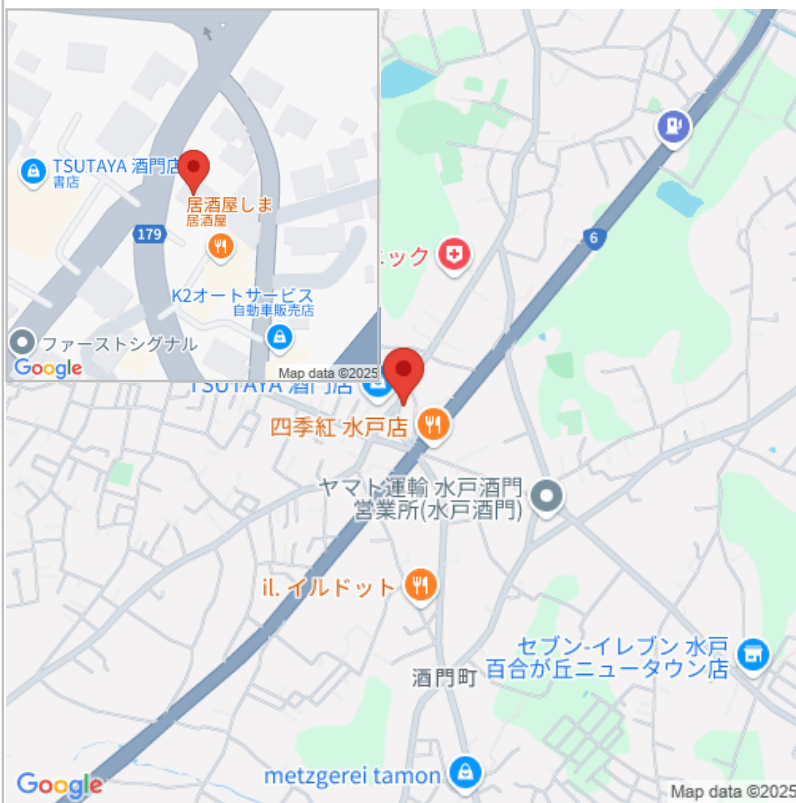 TSUTAYA 酒門店
書店
居酒屋しま
居酒屋
179
K2オートサービス
自動車販売店
ファーストシグナル
Google
Map data ©2025
6
ニック
TSUTAYA 酒門店
四季紅 水戸店
ヤマト運輸 水戸酒門
営業所(水戸酒門)
il. イルドット
セブン-イレブン 水戸
百合が丘ニュータウン店
酒門町
metzgerei tamon
Google
Map data ©2025